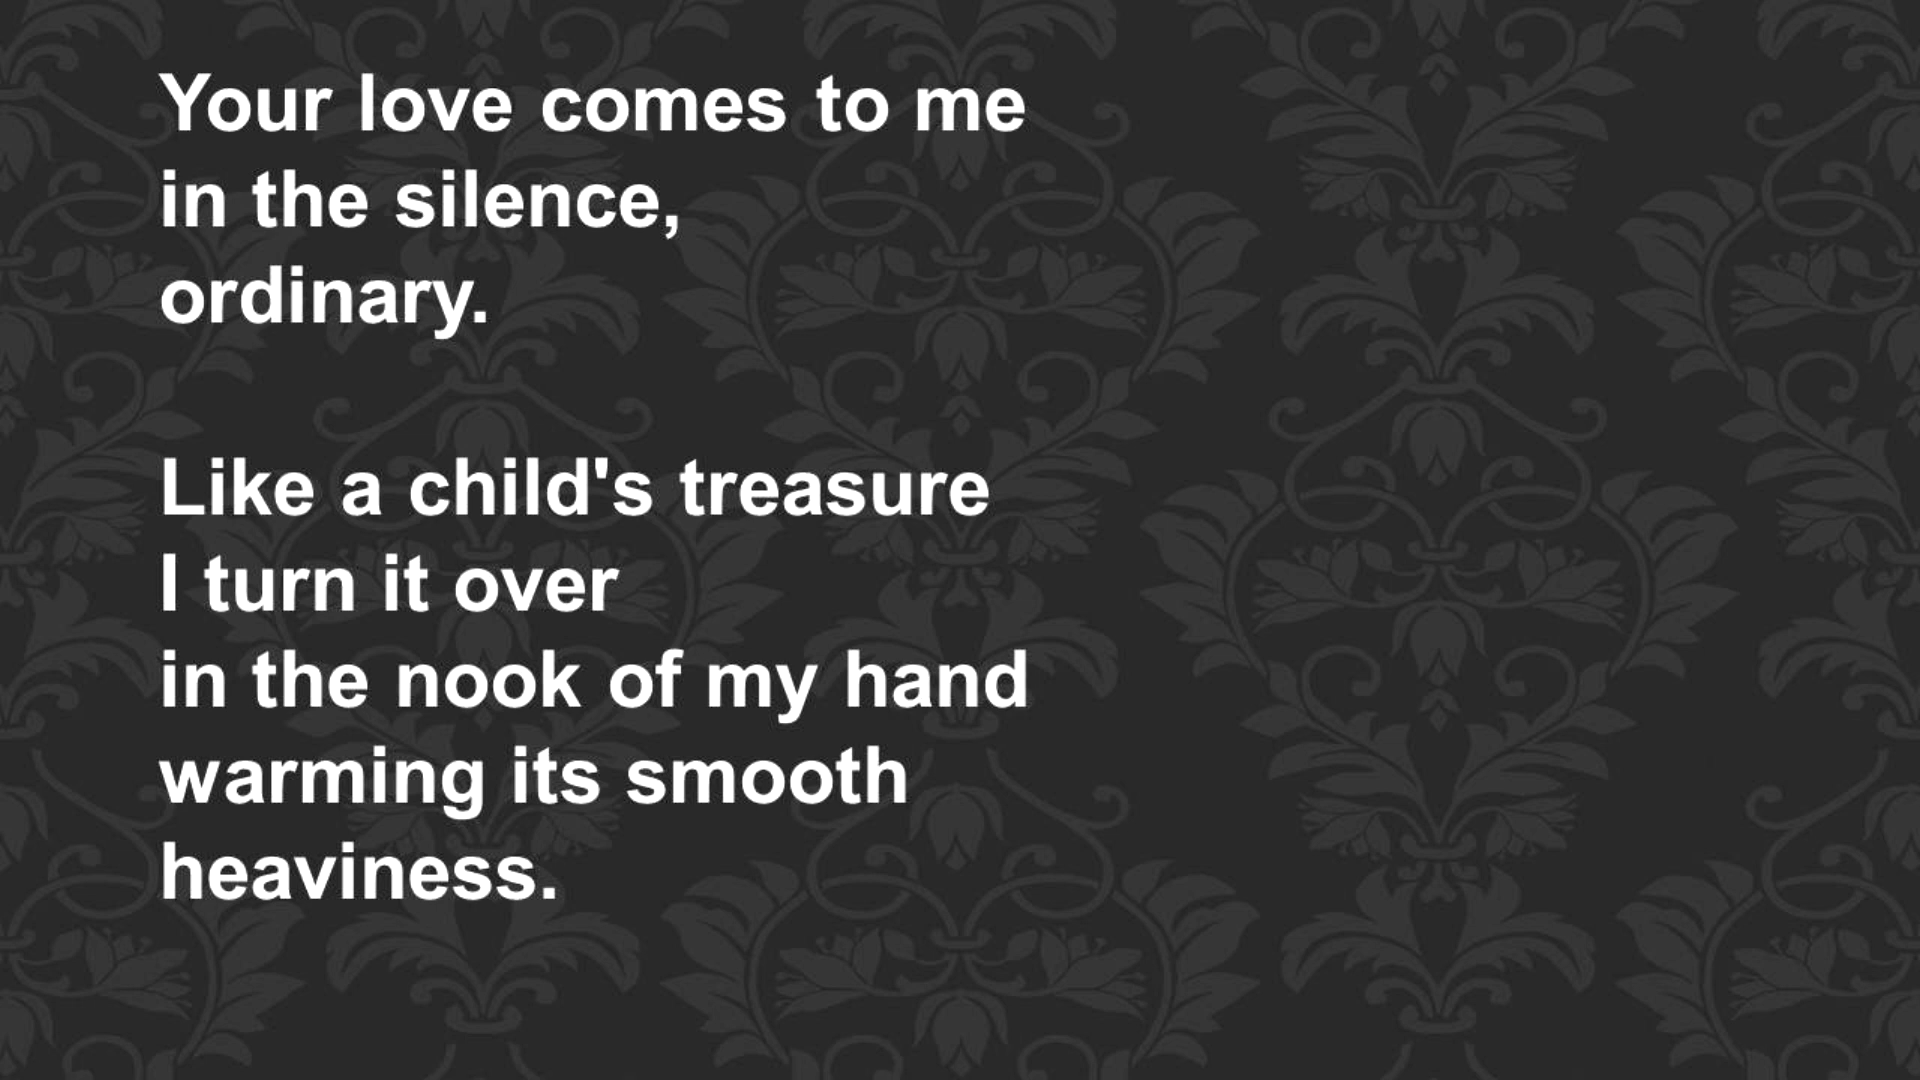 Your love comes to me
in the silence,
ordinary.
Like a child's treasure
I turn it over
in the nook of my hand
warming its smooth
heaviness.